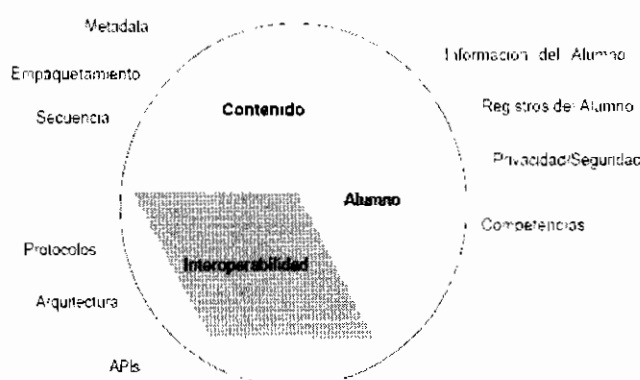 Metadata
Empaquetamiento
Secuencia
Contenido
Información del Alumno
Registros del Alumno
Privacidad/Seguridad
Alumno
Competencias
Interoperabilidad
Protocolos
Arquitectura
APIs